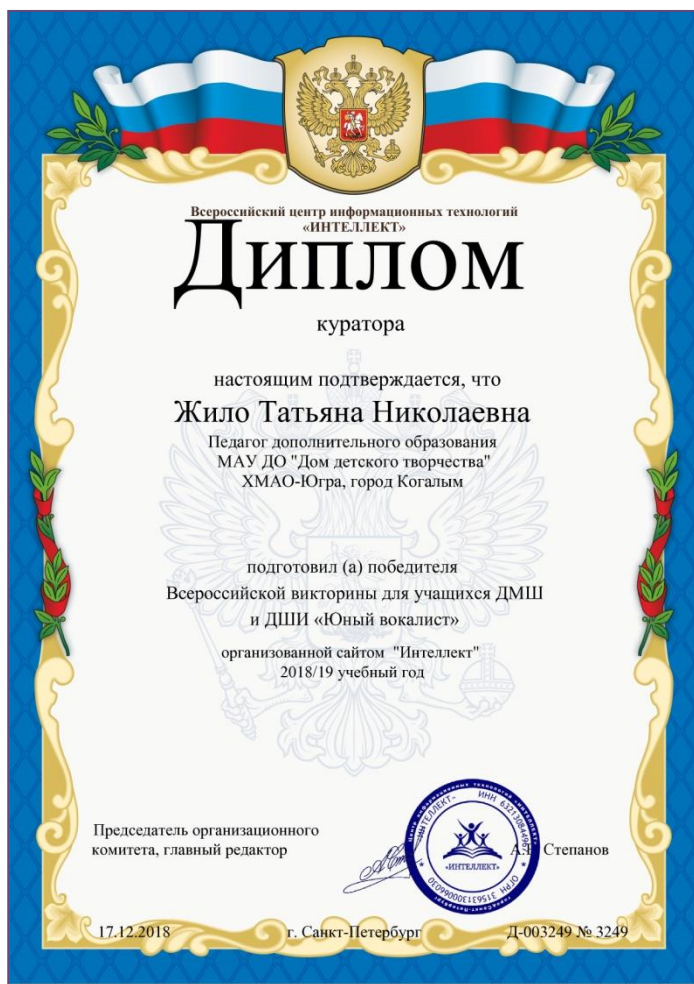 Всероссийский центр информационных технологий
«ИНТЕЛЛЕКТ»
Диплом
куратора
настоящим подтверждается, что
Жило Татьяна Николаевна
Педагог дополнительного образования
МАУ ДО "Дом детского творчества"
ХМАО-Югра, город Когалым
подготовил (а) победителя
Всероссийской викторины для учащихся ДМШ
и ДШИ «Юный вокалист»
организованной сайтом "Интеллект"
2018/19 учебный год
Председатель организационного
комитета, главный редактор
Степанов
«ИНТЕЛЛЕКТ»
17.12.2018 г. Санкт-Петербург Д-003249 № 3249